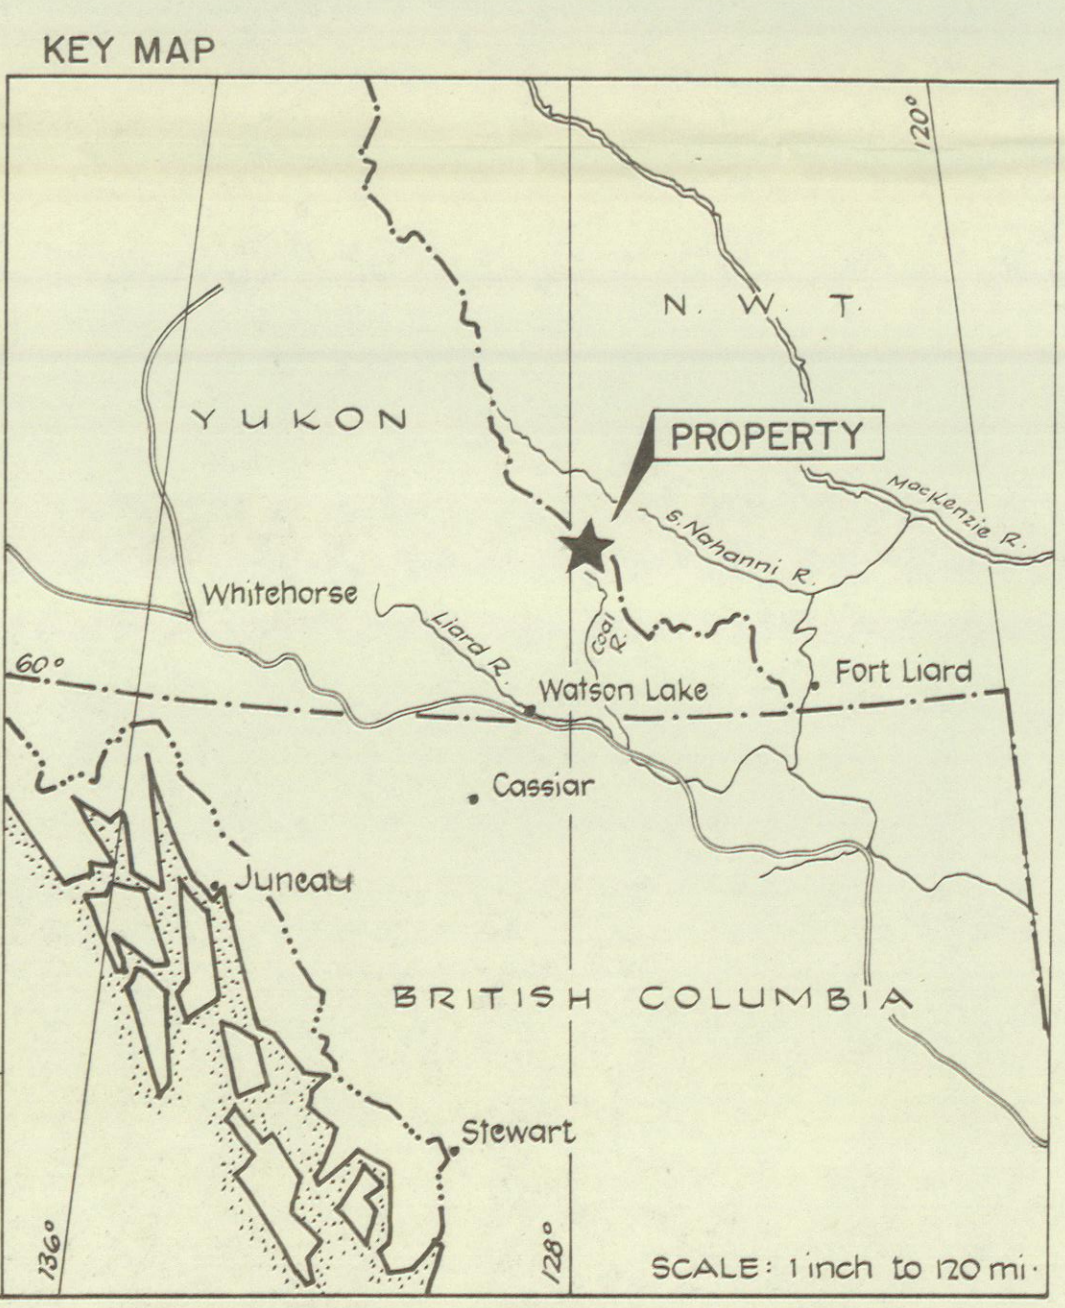 KEY MAP
120°
N. W. T.
YUKON
PROPERTY
MacKenzie R.
S. Nahanni R.
Whitehorse
Liard R.
Coal R.
60°
Fort Liard
Watson Lake
Cassiar
Juneau
BRITISH COLUMBIA
Stewart
136°
128°
SCALE: 1 inch to 120 mi.